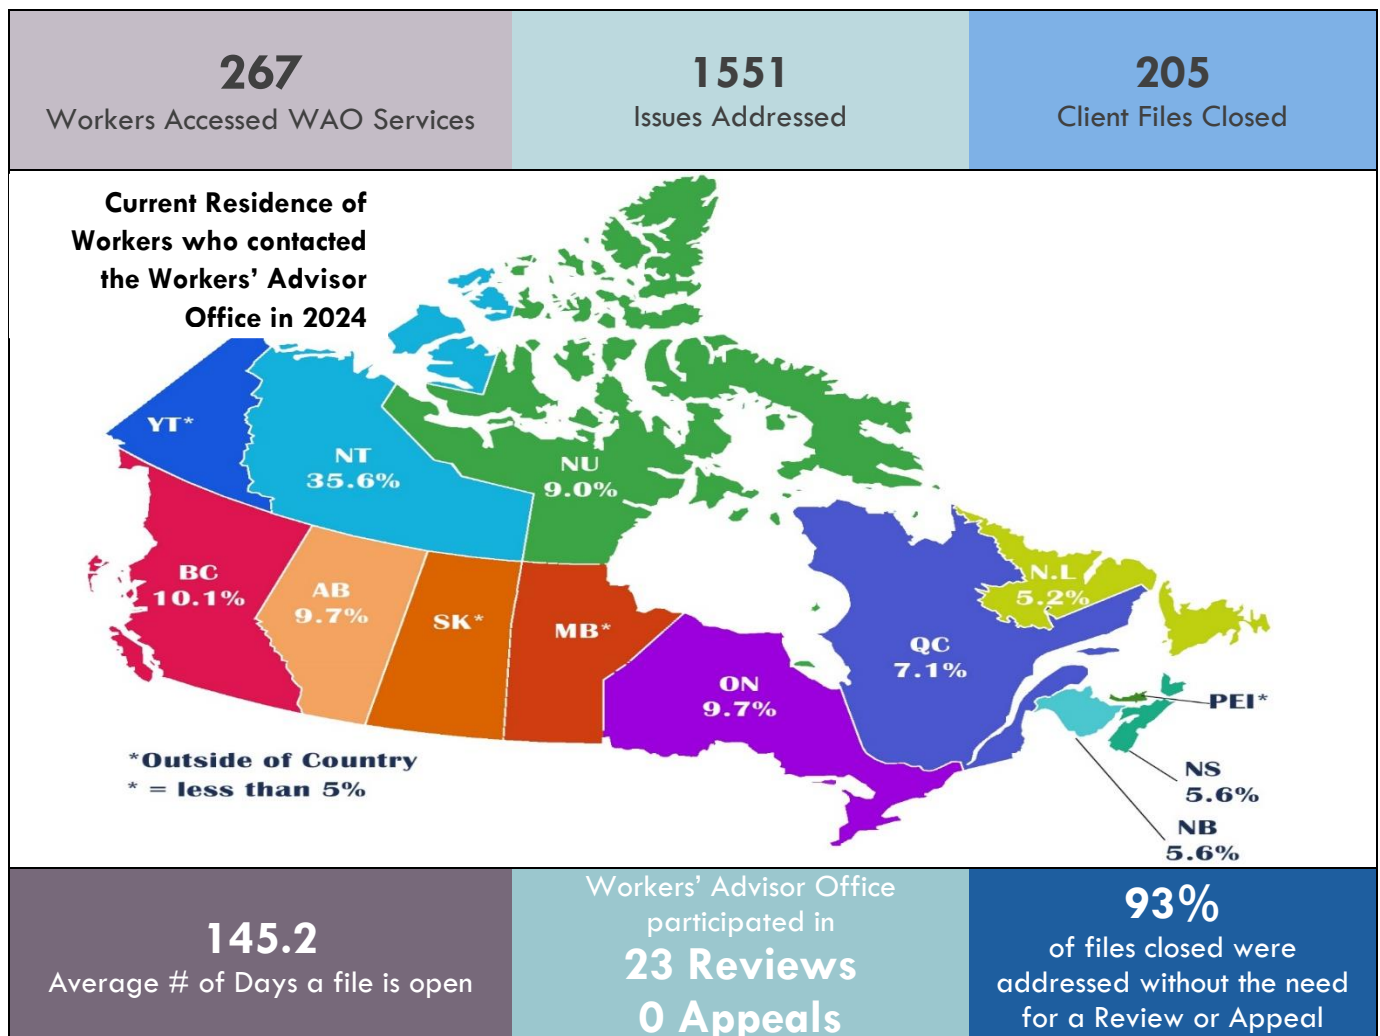 267
Workers Accessed WAO Services
1551
Issues Addressed
205
Client Files Closed
Current Residence of
Workers who contacted
the Workers’ Advisor
Office in 2024
YT*
NT
35.6%
NU
9.0%
BC
10.1%
AB
9.7%
SK*
MB*
ON
9.7%
QC
7.1%
N.L
5.2%
PEI*
NS
5.6%
NB
5.6%
*Outside of Country
* = less than 5%
145.2
Average # of Days a file is open
Workers’ Advisor Office
participated in
23 Reviews
0 Appeals
93%
of files closed were
addressed without the need
for a Review or Appeal